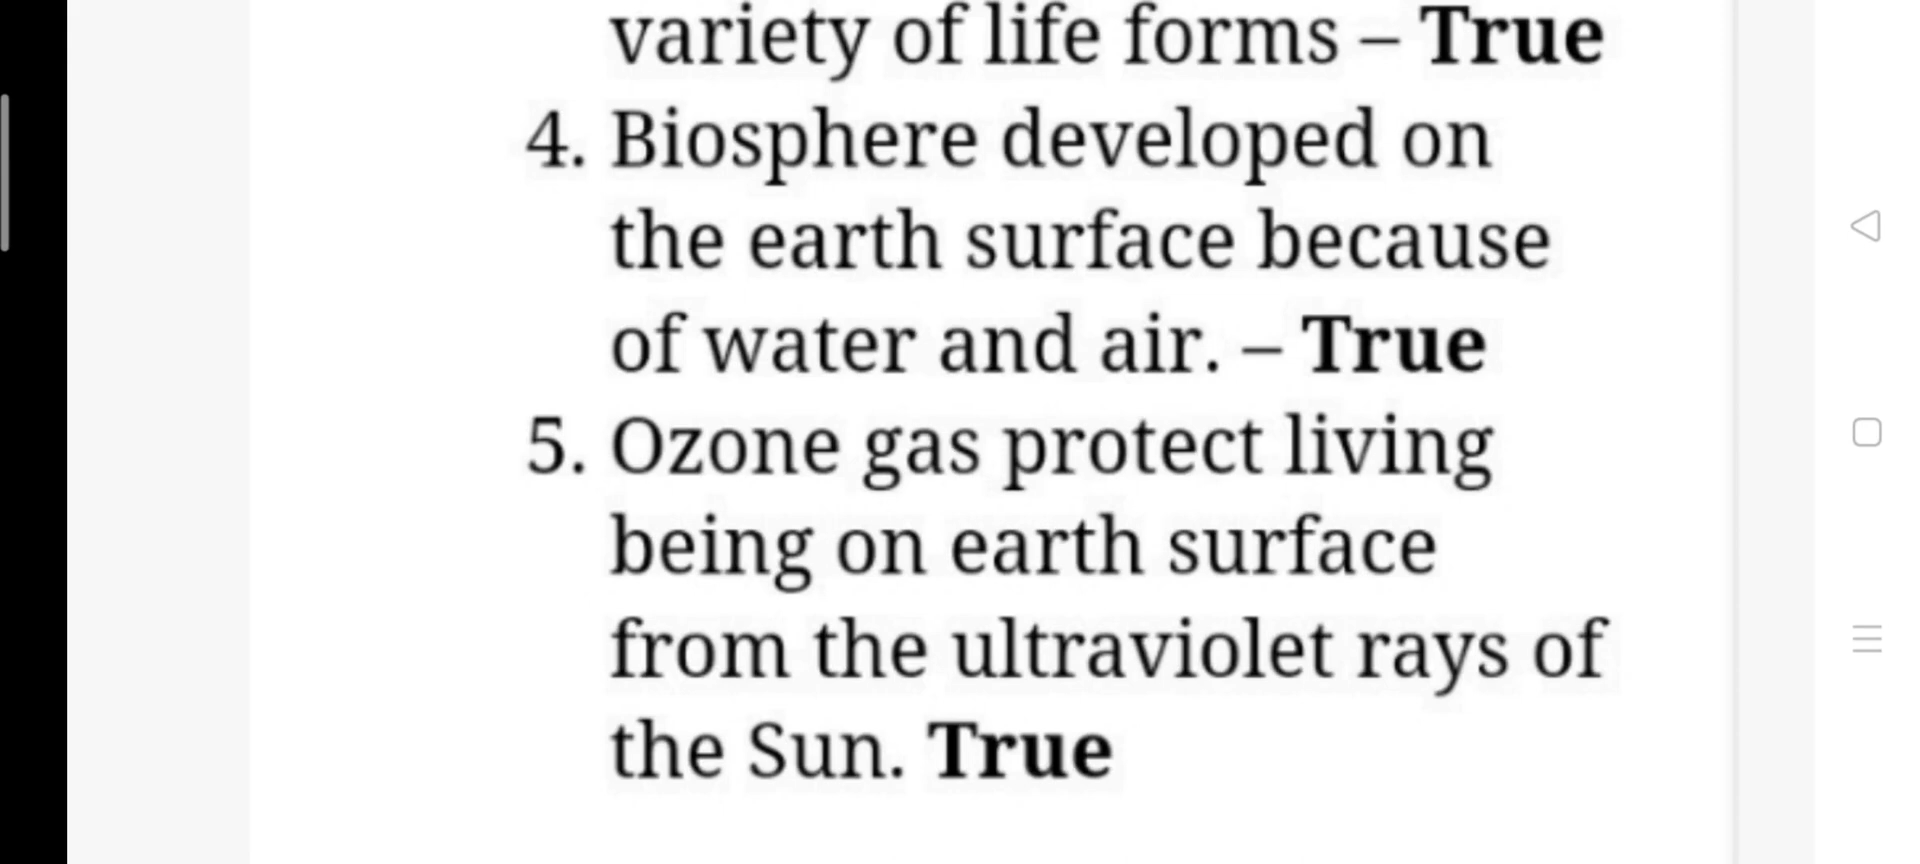 variety of life forms – True
4. Biosphere developed on
the earth surface because
of water and air. – True
5. Ozone gas protect living
being on earth surface
from the ultraviolet rays of
the Sun. True